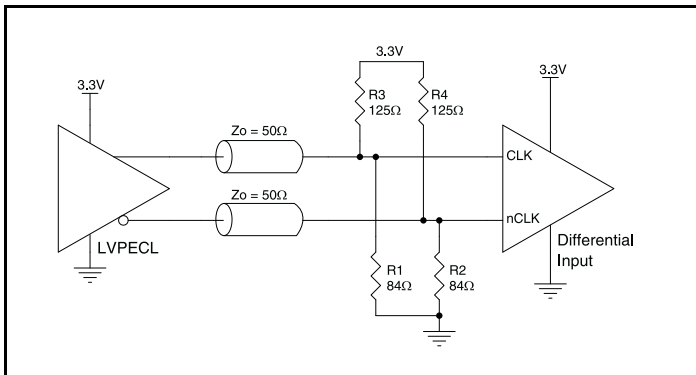 3.3V
3.3V
3.3V
R3
125Ω
R4
125Ω
Zo = 50Ω
CLK
Zo = 50Ω
nCLK
LVPECL
Differential
Input
R1
84Ω
R2
84Ω